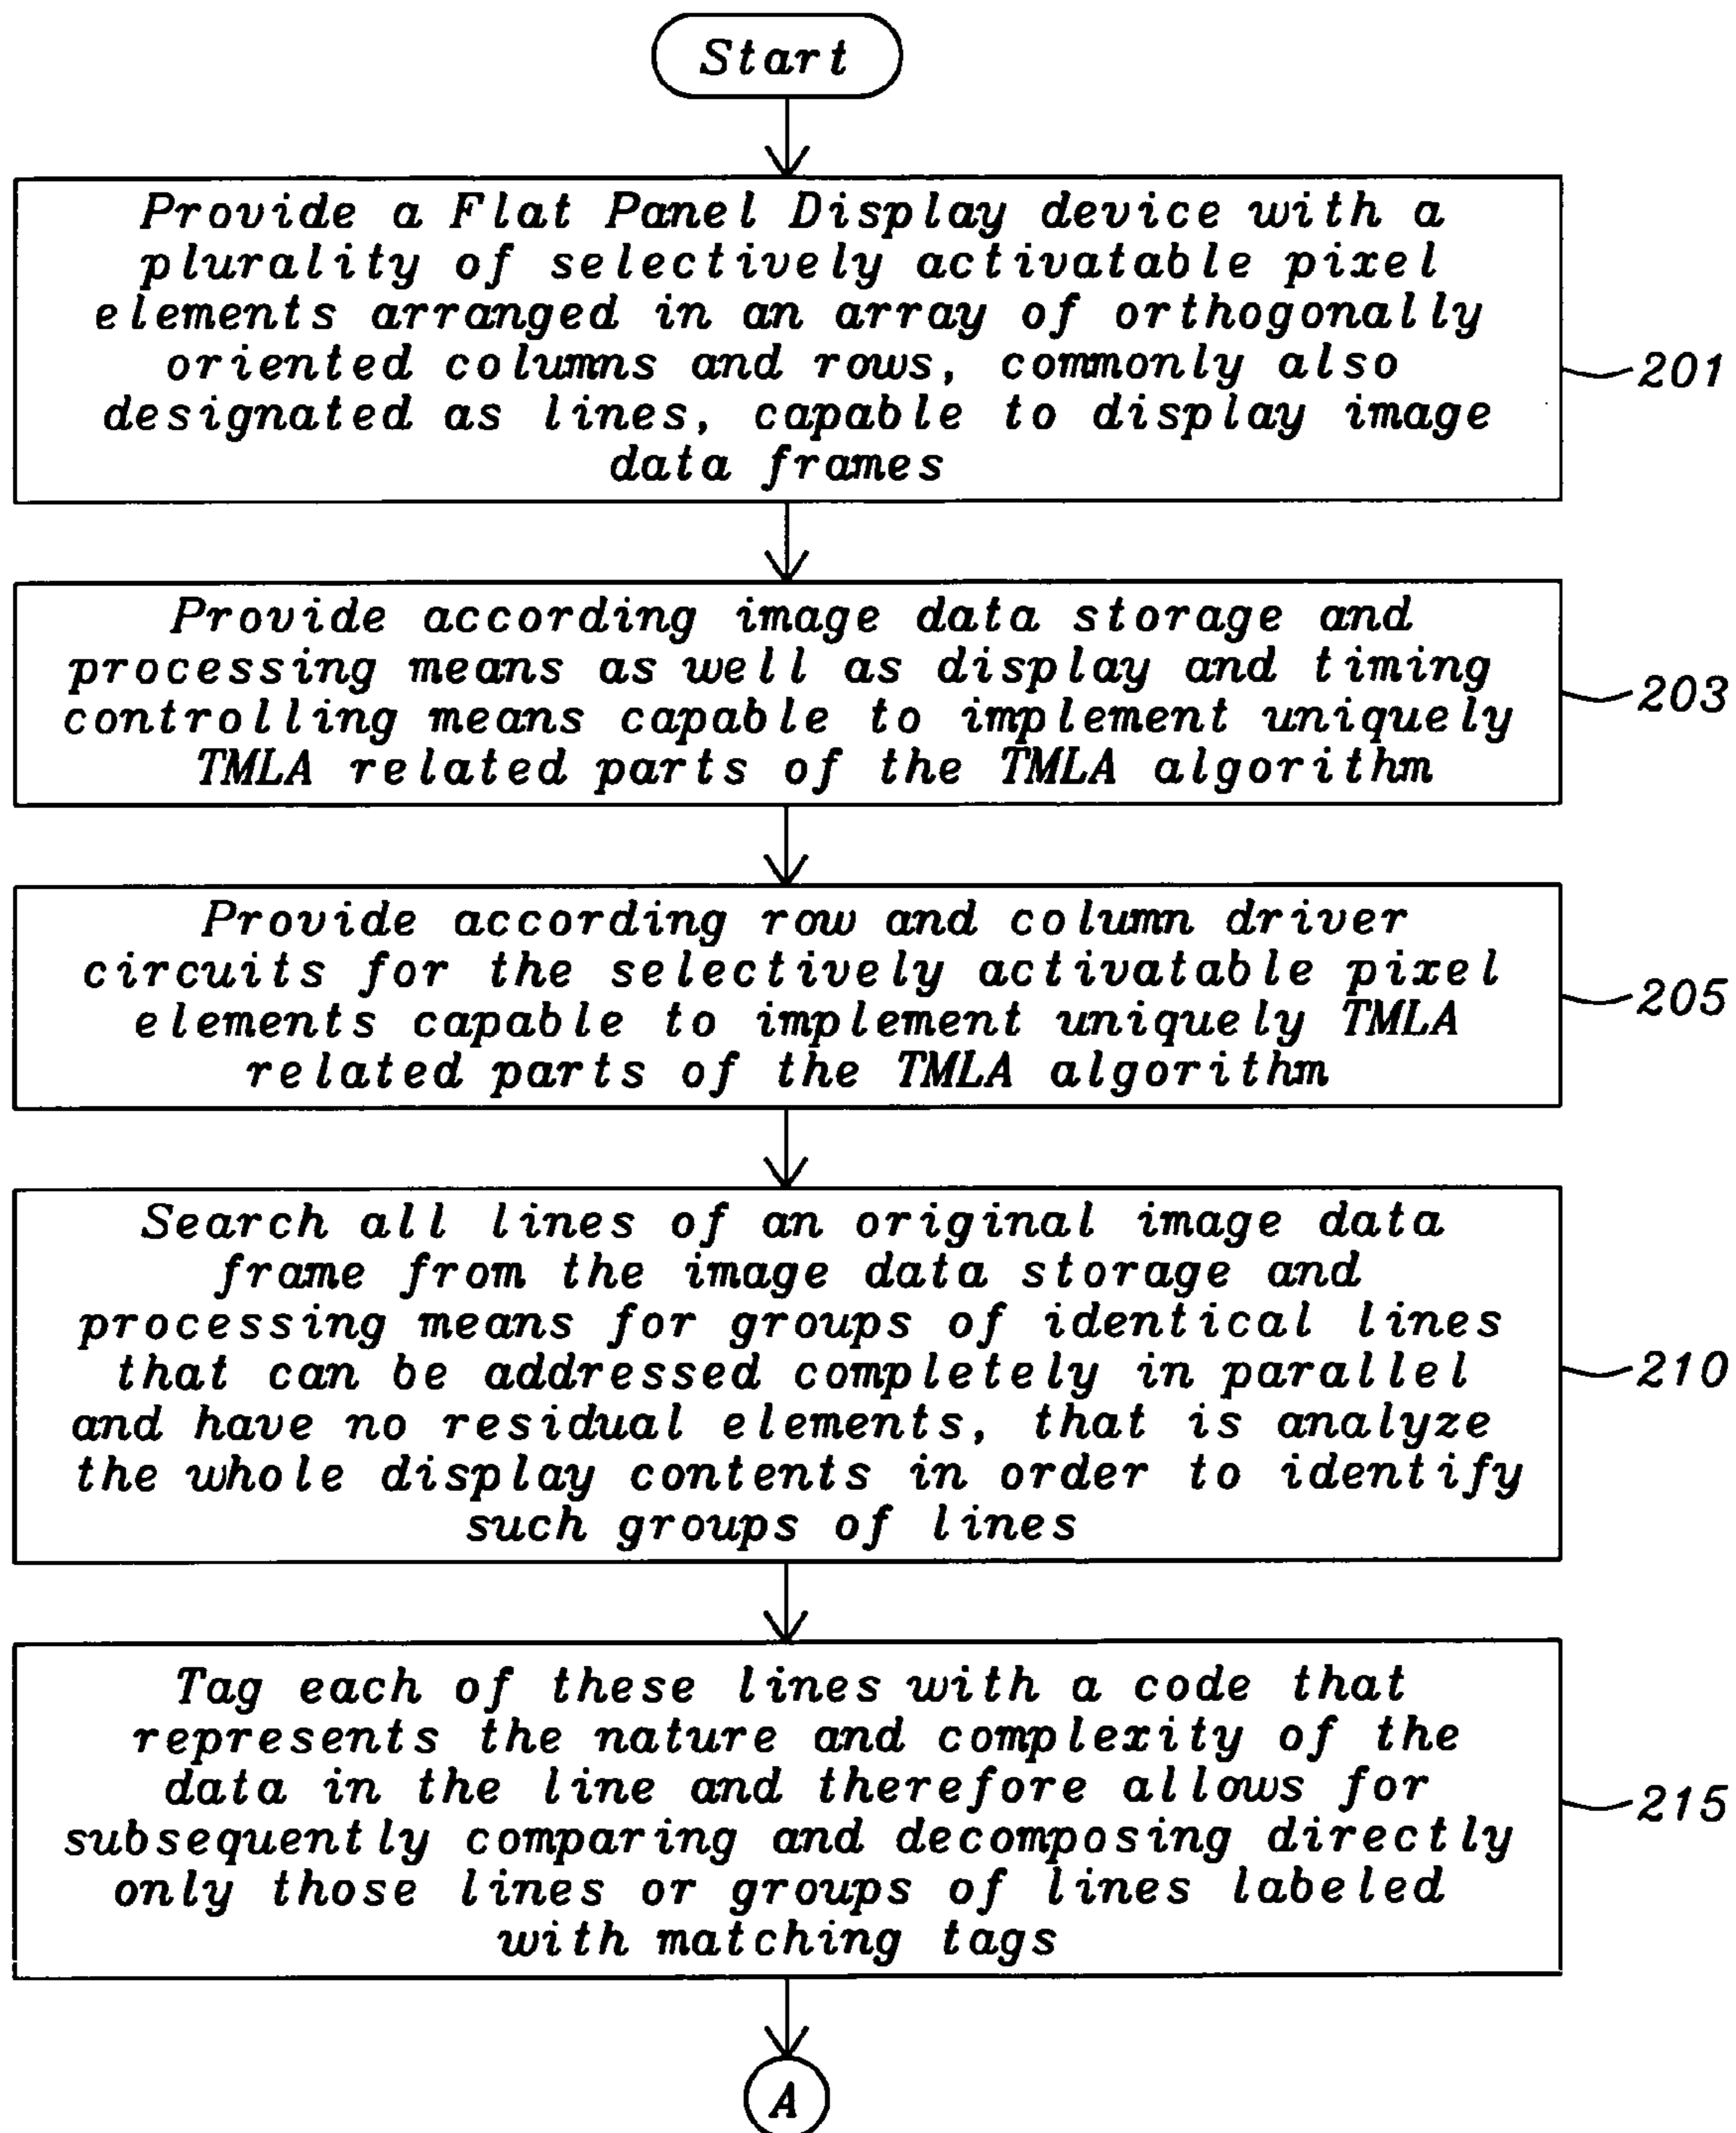 Start
Provide a Flat Panel Display device with a
plurality of selectively activatable pixel
elements arranged in an array of orthogonally
oriented columns and rows, commonly also
designated as lines, capable to display image
data frames
201
Provide according image data storage and
processing means as well as display and timing
controlling means capable to implement uniquely
TMLA related parts of the TMLA algorithm
203
Provide according row and column driver
circuits for the selectively activatable pixel
elements capable to implement uniquely TMLA
related parts of the TMLA algorithm
205
Search all lines of an original image data
frame from the image data storage and
processing means for groups of identical lines
that can be addressed completely in parallel
and have no residual elements, that is analyze
the whole display contents in order to identify
such groups of lines
210
Tag each of these lines with a code that
represents the nature and complexity of the
data in the line and therefore allows for
subsequently comparing and decomposing directly
only those lines or groups of lines labeled
with matching tags
215
A